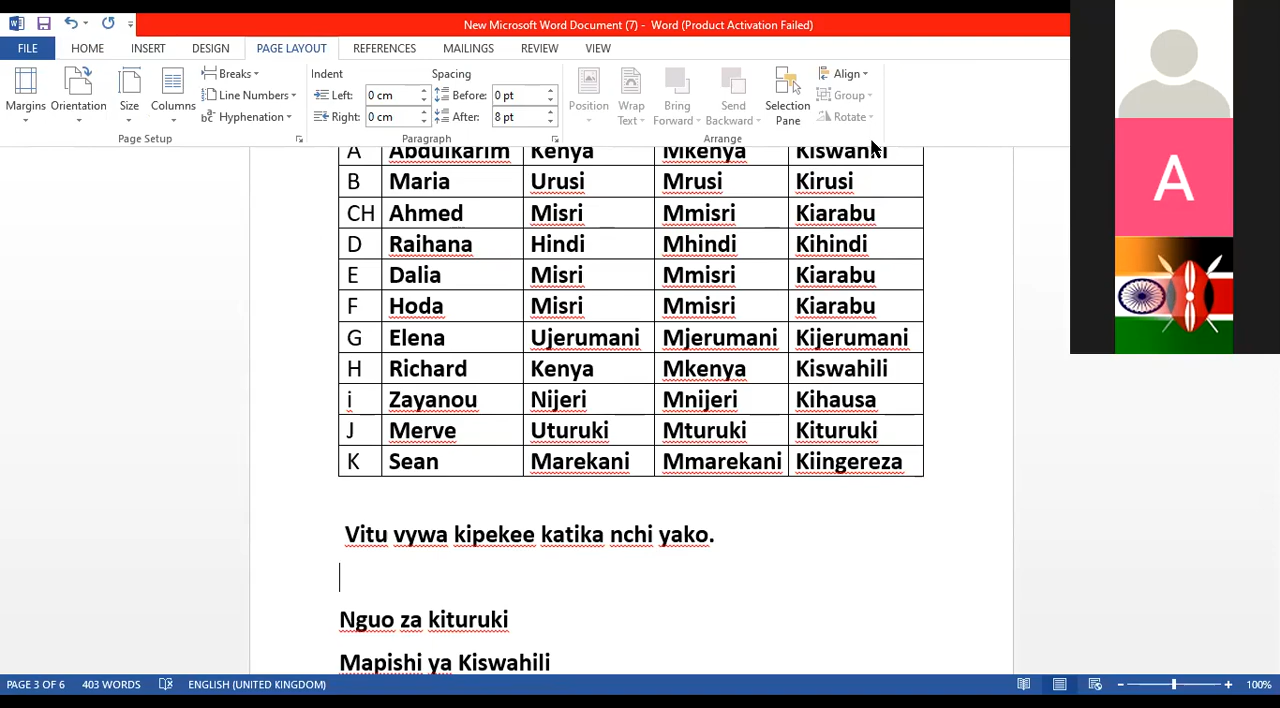 New Microsoft Word Document (7) - Word (Product Activation Failed)
FILE HOME INSERT DESIGN PAGE LAYOUT REFERENCES MAILINGS REVIEW VIEW
Margins Orientation Size Columns Breaks Line Numbers Hyphenation
Page Setup
Indent Spacing
Left: 0 cm Before: 0 pt
Right: 0 cm After: 8 pt
Paragraph
Position Wrap Text Bring Forward Send Backward Selection Pane Align Group Rotate
Arrange
A Abdulkarim Kenya Mkenya Kiswahili
B Maria Urusi Mrusi Kirusi
CH Ahmed Misri Mmisri Kiarabu
D Raihana Hindi Mhindi Kihindi
E Dalia Misri Mmisri Kiarabu
F Hoda Misri Mmisri Kiarabu
G Elena Ujerumani Mjerumani Kijerumani
H Richard Kenya Mkenya Kiswahili
i Zayanou Nijeri Mnijeri Kihausa
J Merve Uturuki Mturuki Kituruki
K Sean Marekani Mmarekani Kiingereza
Vitu vywa kipekee katika nchi yako.
Nguo za kituruki
Mapishi ya Kiswahili
A
PAGE 3 OF 6 403 WORDS ENGLISH (UNITED KINGDOM) 100%